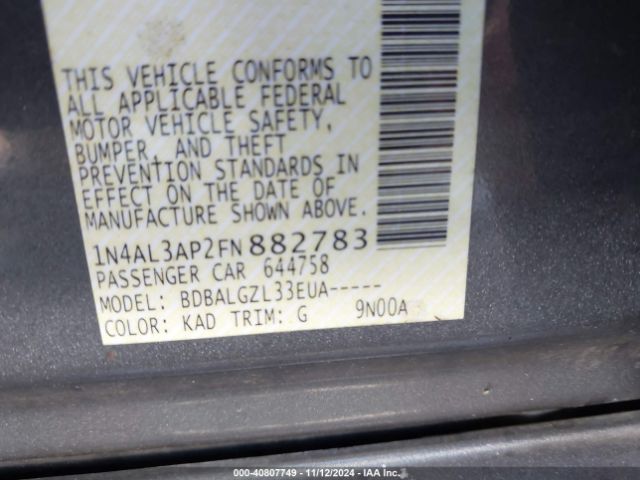 THIS VEHICLE CONFORMS TO
ALL APPLICABLE FEDERAL
MOTOR VEHICLE SAFETY,
BUMPER, AND THEFT
PREVENTION STANDARDS IN
EFFECT ON THE DATE OF
MANUFACTURE SHOWN ABOVE.
1N4AL3AP2FN882783
PASSENGER CAR 644758
MODEL: BDBALGZL33EUA-----
COLOR: KAD TRIM: G 9N00A
000-40807749 - 11/12/2024 - IAA Inc.